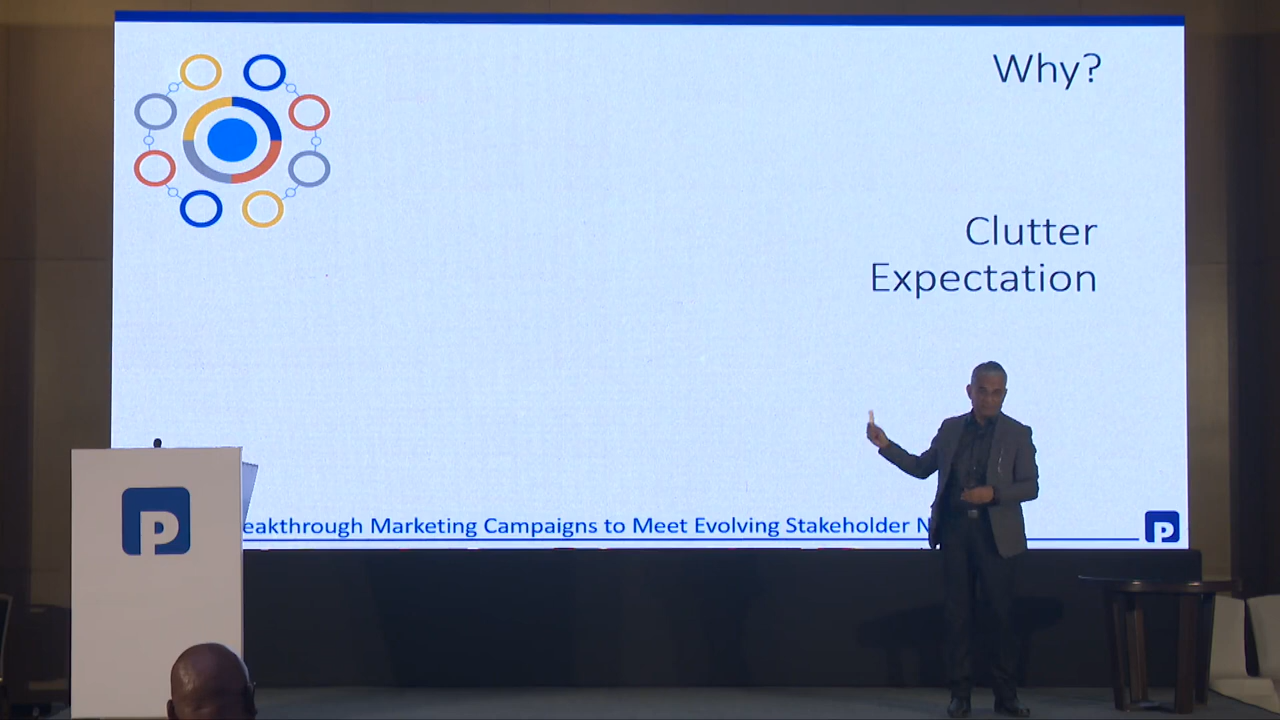 Why?
Clutter
Expectation
eakthrough Marketing Campaigns to Meet Evolving Stakeholder N
P
P